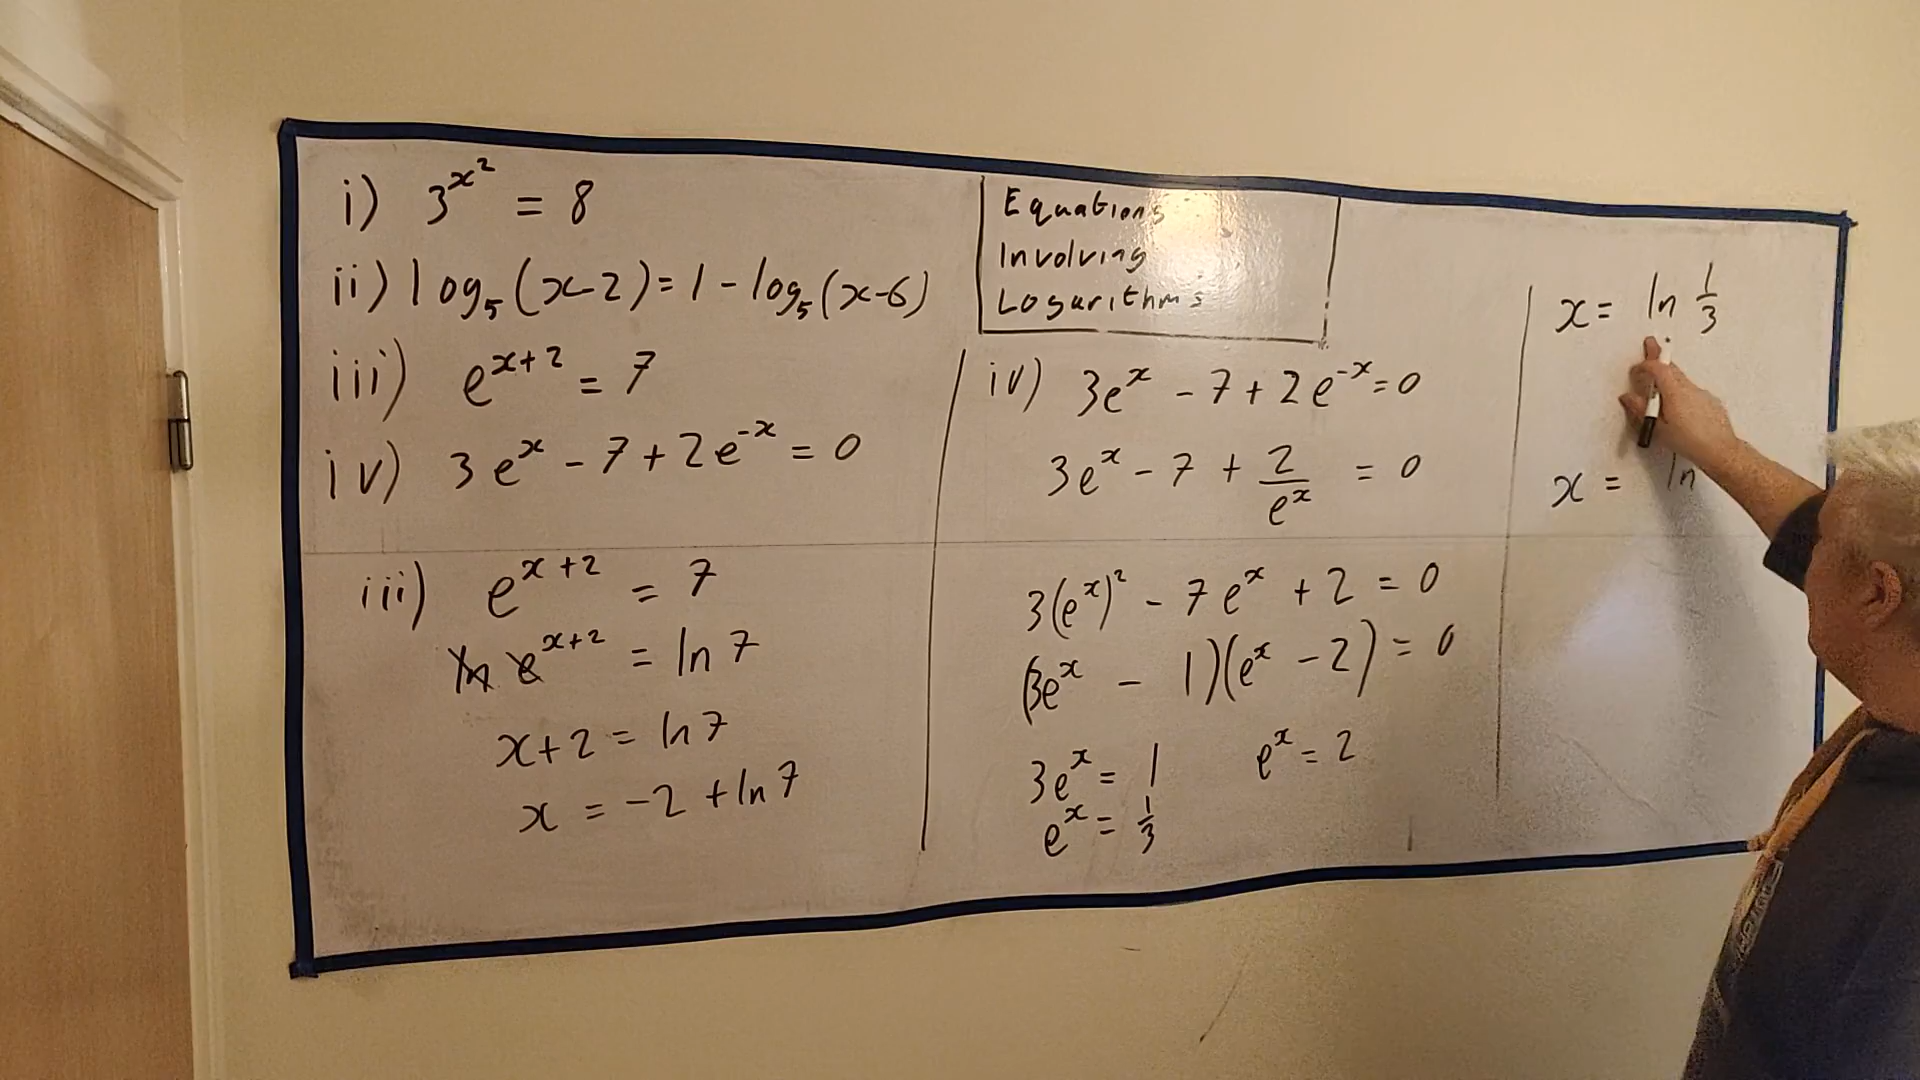 i) 3^{x^2} = 8
ii) log₅(x-2) = 1 - log₅(x-6)
iii) e^{x+2} = 7
iv) 3e^x - 7 + 2e^{-x} = 0
iii) e^{x+2} = 7
ln e^{x+2} = ln 7
x+2 = ln 7
x = -2 + ln 7
Equations
Involving
Logarithms
iv) 3e^x - 7 + 2e^{-x} = 0
3e^x - 7 + 2/e^x = 0
3(e^x)^2 - 7e^x + 2 = 0
(3e^x - 1)(e^x - 2) = 0
3e^x = 1 e^x = 2
e^x = 1/3
x = ln 1/3
x = ln